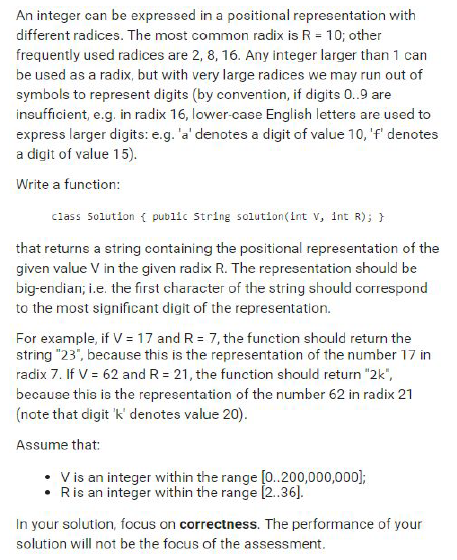 An integer can be expressed in a positional representation with
different radices. The most common radix is R = 10; other
frequently used radices are 2, 8, 16. Any integer larger than 1 can
be used as a radix, but with very large radices we may run out of
symbols to represent digits (by convention, if digits 0..9 are
insufficient, e.g. in radix 16, lower-case English letters are used to
express larger digits: e.g. 'a' denotes a digit of value 10, 'f' denotes
a digit of value 15).
Write a function:
class Solution { public String solution(int V, int R); }
that returns a string containing the positional representation of the
given value V in the given radix R. The representation should be
big-endian; i.e. the first character of the string should correspond
to the most significant digit of the representation.
For example, if V = 17 and R = 7, the function should return the
string "23", because this is the representation of the number 17 in
radix 7. If V = 62 and R = 21, the function should return "2k",
because this is the representation of the number 62 in radix 21
(note that digit 'k' denotes value 20).
Assume that:
• V is an integer within the range [0..200,000,000];
• R is an integer within the range [2..36].
In your solution, focus on correctness. The performance of your
solution will not be the focus of the assessment.